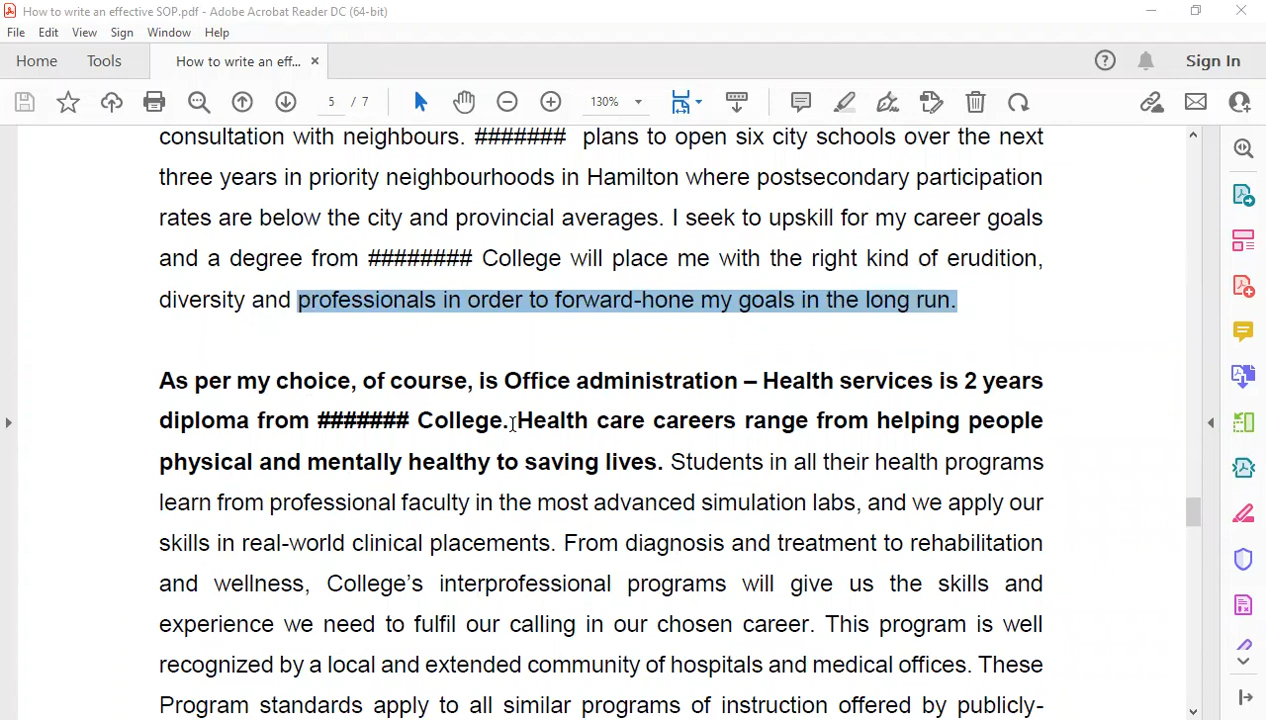 How to write an effective SOP.pdf - Adobe Acrobat Reader DC (64-bit)
File Edit View Sign Window Help
Home Tools How to write an eff... × Sign In
5 / 7 130%
consultation with neighbours. ####### plans to open six city schools over the next
three years in priority neighbourhoods in Hamilton where postsecondary participation
rates are below the city and provincial averages. I seek to upskill for my career goals
and a degree from ######## College will place me with the right kind of erudition,
diversity and professionals in order to forward-hone my goals in the long run.
As per my choice, of course, is Office administration – Health services is 2 years
diploma from ####### College. Health care careers range from helping people
physical and mentally healthy to saving lives. Students in all their health programs
learn from professional faculty in the most advanced simulation labs, and we apply our
skills in real-world clinical placements. From diagnosis and treatment to rehabilitation
and wellness, College’s interprofessional programs will give us the skills and
experience we need to fulfil our calling in our chosen career. This program is well
recognized by a local and extended community of hospitals and medical offices. These
Program standards apply to all similar programs of instruction offered by publicly-